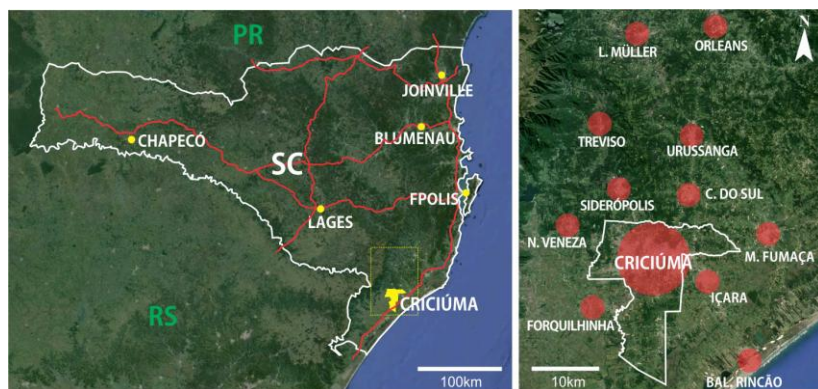 PR
JOINVILLE
CHAPECÓ
BLUMENAU
SC
FPOLIS
LAGES
RS
CRICIÚMA
100km
N
L. MÜLLER
ORLEANS
TREVISO
URUSSANGA
SIDERÓPOLIS
C. DO SUL
N. VENEZA
M. FUMAÇA
CRICIÚMA
IÇARA
FORQUILHINHA
10km
BAL. RINCÃO